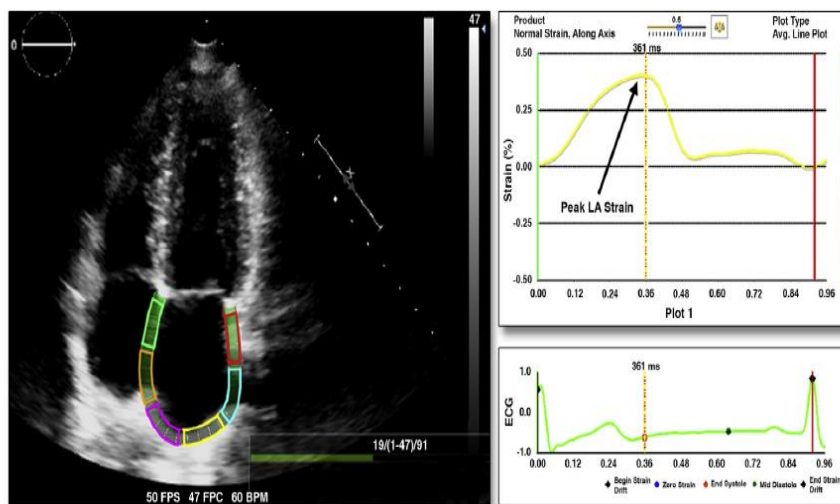 0
47
19/(1-47)/91
50 FPS 47 FPC 60 BPM
Product
Normal Strain, Along Axis
0.6
Plot Type
Avg. Line Plot
361 ms
0.50
0.25
0.00
-0.25
-0.50
Strain (%)
Peak LA Strain
0.00 0.12 0.24 0.36 0.48 0.60 0.72 0.84 0.96
Plot 1
361 ms
1.0
0.0
-1.0
ECG
0.00 0.12 0.24 0.36 0.48 0.60 0.72 0.84 0.96
Begin Strain Drift
Zero Strain
End Systole
Mid Diastole
End Strain Drift